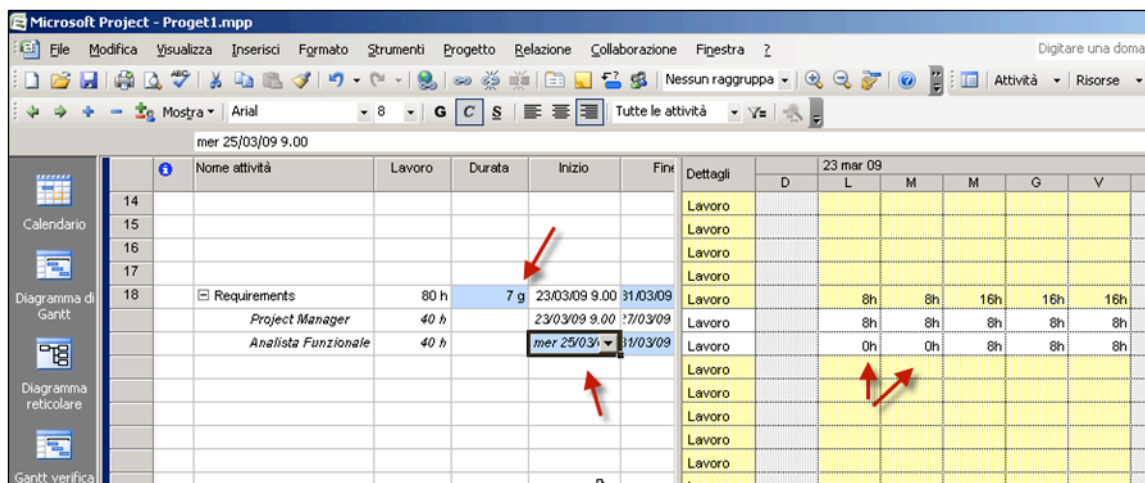 Microsoft Project - Proget1.mpp
File Modifica Visualizza Inserisci Formato Strumenti Progetto Relazione Collaborazione Finestra ? Digitare una doma
Nessun raggruppa Attività Risorse
Mostra Arial 8 G C S Tutte le attività
mer 25/03/09 9.00
Nome attività Lavoro Durata Inizio Fine Dettagli 23 mar 09
D L M M G V
14 Lavoro
Calendario 15 Lavoro
16 Lavoro
17 Lavoro
Diagramma di Gantt 18 Requirements 80 h 7 g 23/03/09 9.00 31/03/09 Lavoro 8h 8h 16h 16h 16h
Project Manager 40 h 23/03/09 9.00 27/03/09 Lavoro 8h 8h 8h 8h 8h
Analista Funzionale 40 h mer 25/03/ 31/03/09 Lavoro 0h 0h 8h 8h 8h
Lavoro
Diagramma reticolare Lavoro
Lavoro
Lavoro
Lavoro
Gantt verifica